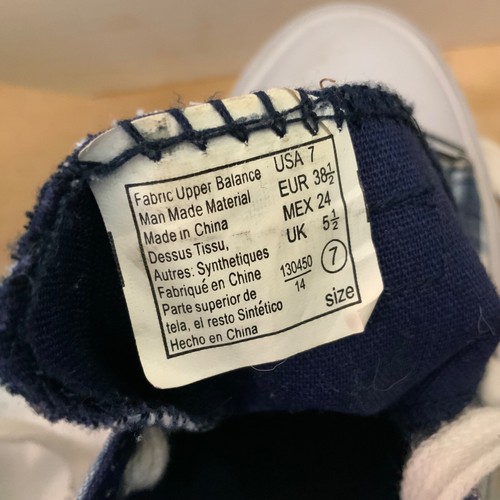 Fabric Upper Balance
Man Made Material
Made in China
Dessus Tissu,
Autres: Synthetiques
Fabriqué en Chine
Parte superior de
tela, el resto Sintético
Hecho en China
USA 7
EUR 38½
MEX 24
UK 5½
130450
14
7
size